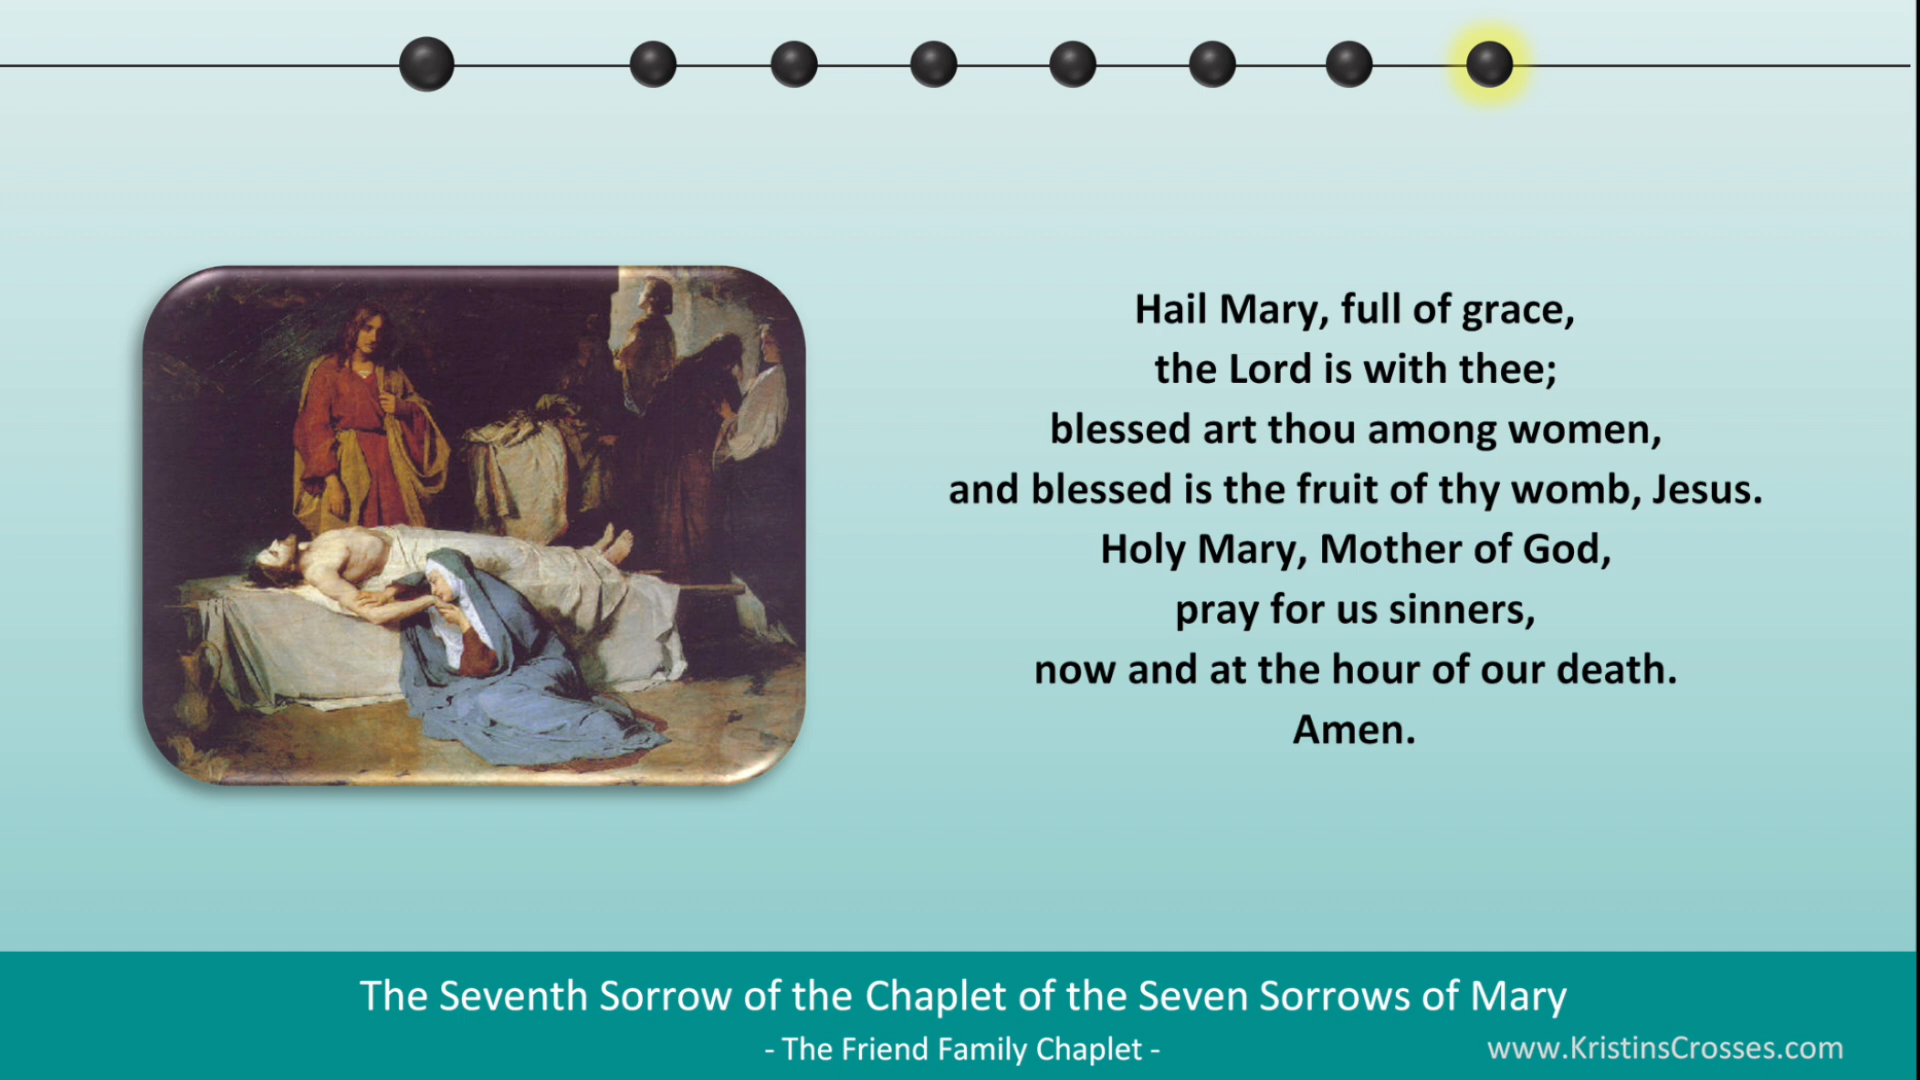 Hail Mary, full of grace,
the Lord is with thee;
blessed art thou among women,
and blessed is the fruit of thy womb, Jesus.
Holy Mary, Mother of God,
pray for us sinners,
now and at the hour of our death.
Amen.
The Seventh Sorrow of the Chaplet of the Seven Sorrows of Mary
- The Friend Family Chaplet -
www.KristinsCrosses.com